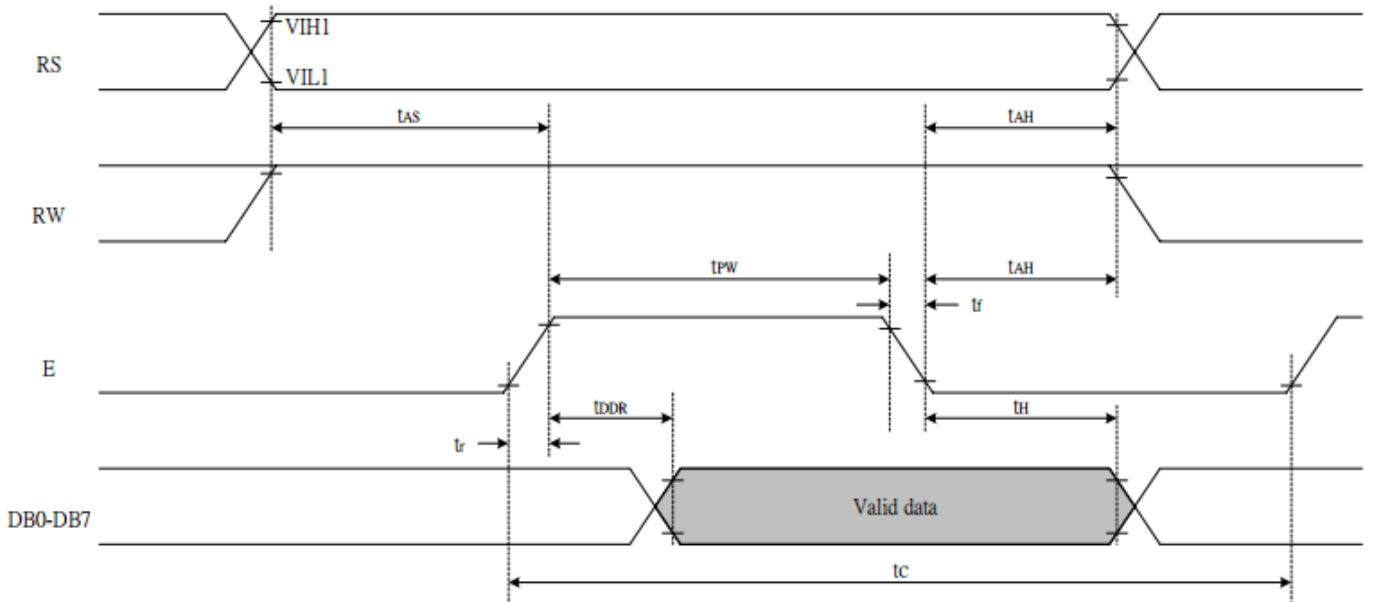 VIH1
RS
VIL1
tAS
tAH
RW
tPW
tAH
tf
E
tDDR
tH
tr
Valid data
DB0-DB7
tC